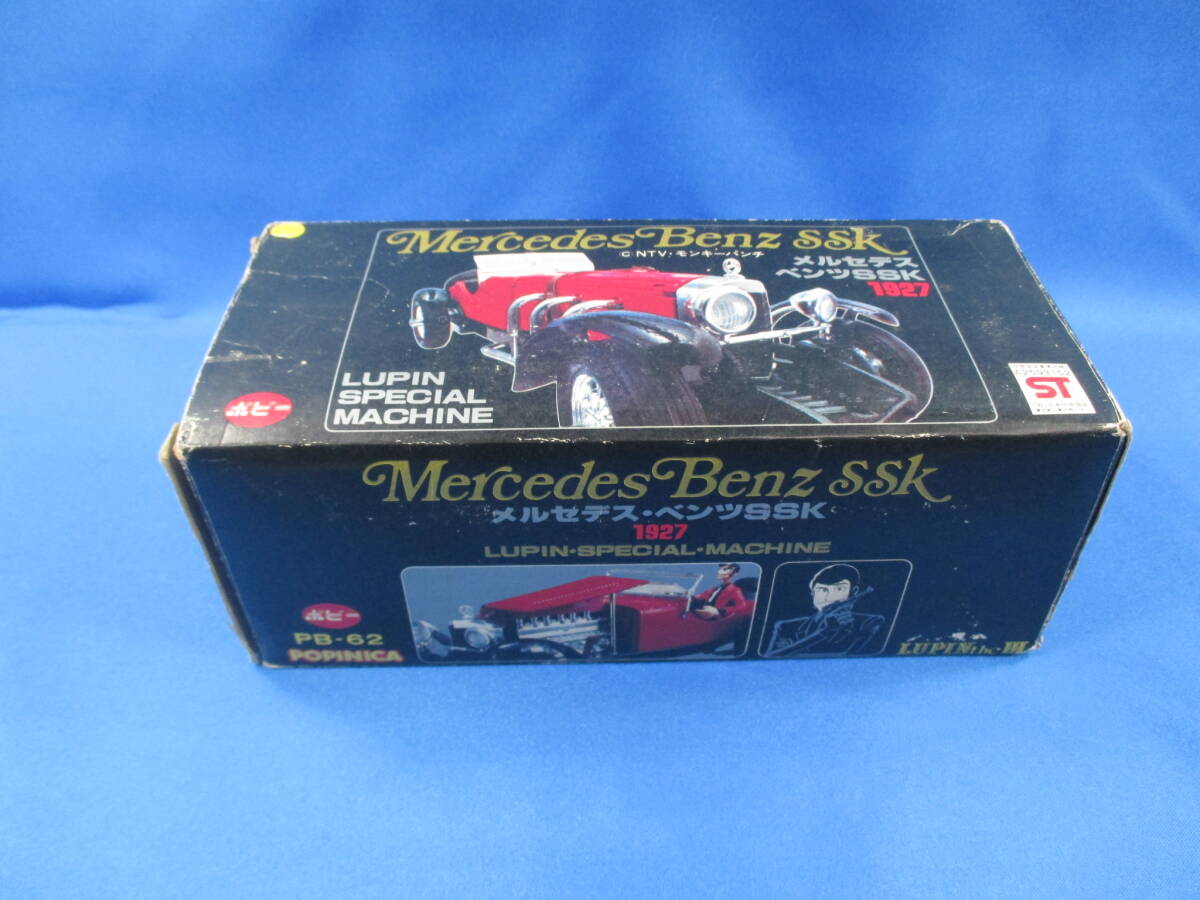 Mercedes Benz SSk
© NTV・モンキーパンチ
メルセデス
ベンツSSK
1927
LUPIN
SPECIAL
MACHINE
ポピー
ST
Mercedes Benz SSk
メルセデス・ベンツSSK
1927
LUPIN・SPECIAL・MACHINE
ポピー
PB-62
POPINICA
LUPIN the III